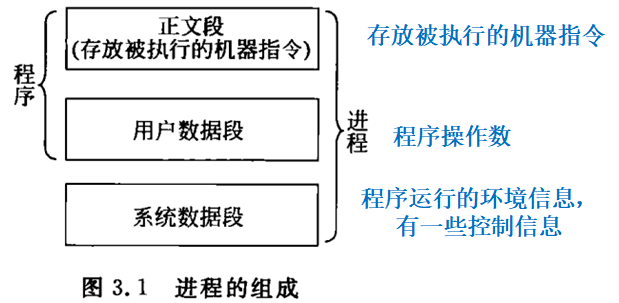 正文段
(存放被执行的机器指令)
存放被执行的机器指令
程序
用户数据段
进程
程序操作数
系统数据段
程序运行的环境信息，
有一些控制信息
图 3.1 进程的组成